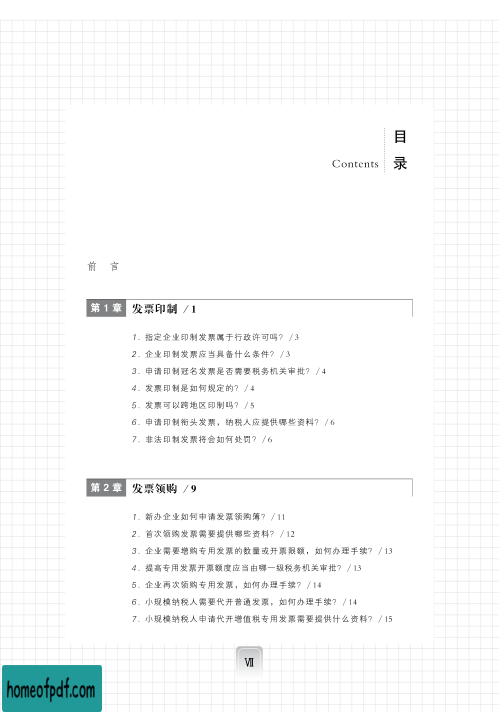 目
Contents 录
前 言
第 1 章 发票印制 / 1
1. 指定企业印制发票属于行政许可吗？ / 3
2. 企业印制发票应当具备什么条件？ / 3
3. 申请印制冠名发票是否需要税务机关审批？ / 4
4. 发票印制是如何规定的？ / 4
5. 发票可以跨地区印制吗？ / 5
6. 申请印制衔头发票，纳税人应提供哪些资料？ / 6
7. 非法印制发票将会如何处罚？ / 6
第 2 章 发票领购 / 9
1. 新办企业如何申请发票领购簿？ / 11
2. 首次领购发票需要提供哪些资料？ / 12
3. 企业需要增购专用发票的数量或开票限额，如何办理手续？ / 13
4. 提高专用发票开票额度应当由哪一级税务机关审批？ / 13
5. 企业再次领购专用发票，如何办理手续？ / 14
6. 小规模纳税人需要代开普通发票，如何办理手续？ / 14
7. 小规模纳税人申请代开增值税专用发票需要提供什么资料？ / 15
Ⅶ
homeofpdf.com